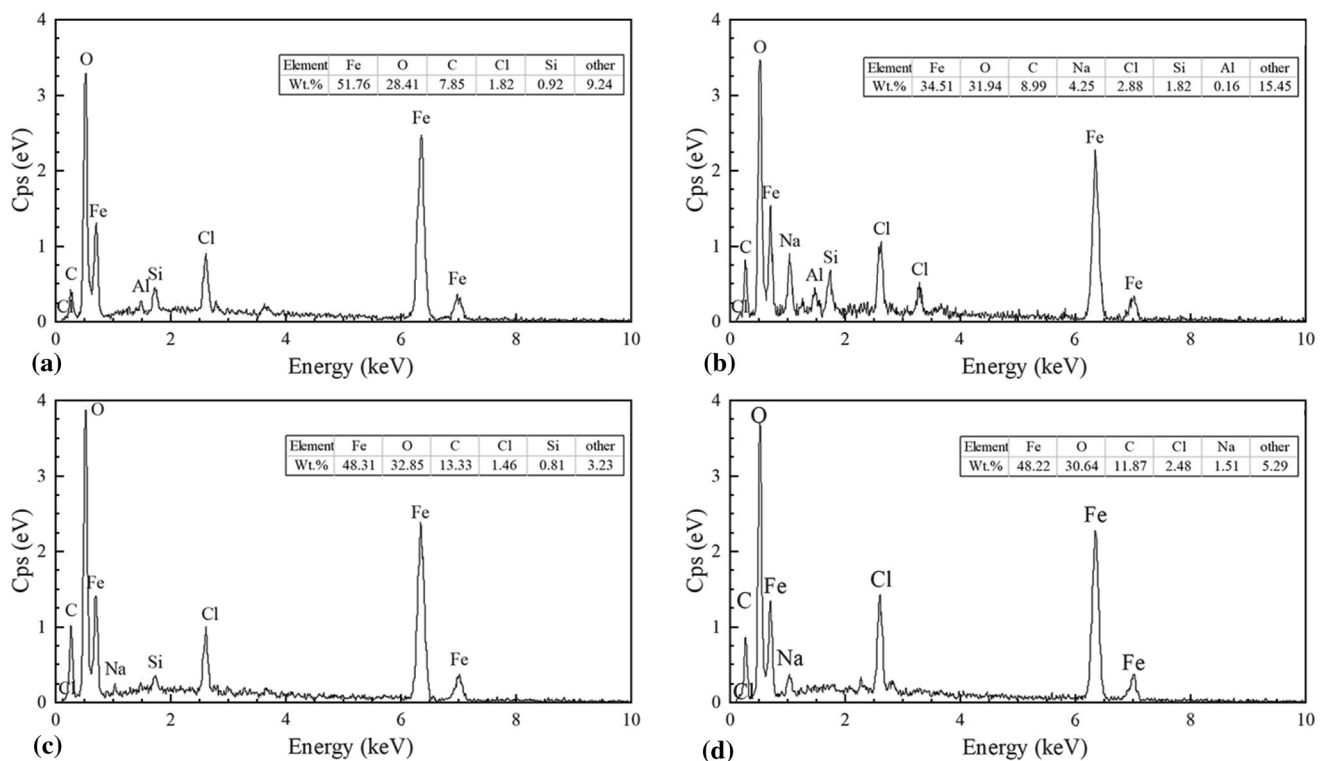 O
Element Fe O C Cl Si other
Wt.% 51.76 28.41 7.85 1.82 0.92 9.24
Fe
Fe
Cl
C
Si
Al
Fe
C
4
3
2
1
0
Cps (eV)
0 2 4 6 8 10
Energy (keV)
(a)
O
Element Fe O C Na Cl Si Al other
Wt.% 34.51 31.94 8.99 4.25 2.88 1.82 0.16 15.45
Fe
Fe
C
Na
Cl
Si
Al
Cl
Fe
4
3
2
1
0
Cps (eV)
0 2 4 6 8 10
Energy (keV)
(b)
O
Element Fe O C Cl Si other
Wt.% 48.31 32.85 13.33 1.46 0.81 3.23
Fe
Fe
C
Cl
Na
Si
Fe
4
3
2
1
0
Cps (eV)
0 2 4 6 8 10
Energy (keV)
(c)
O
Element Fe O C Cl Na other
Wt.% 48.22 30.64 11.87 2.48 1.51 5.29
Fe
C
Fe
Cl
Na
Fe
4
3
2
1
0
Cps (eV)
0 2 4 6 8 10
Energy (keV)
(d)